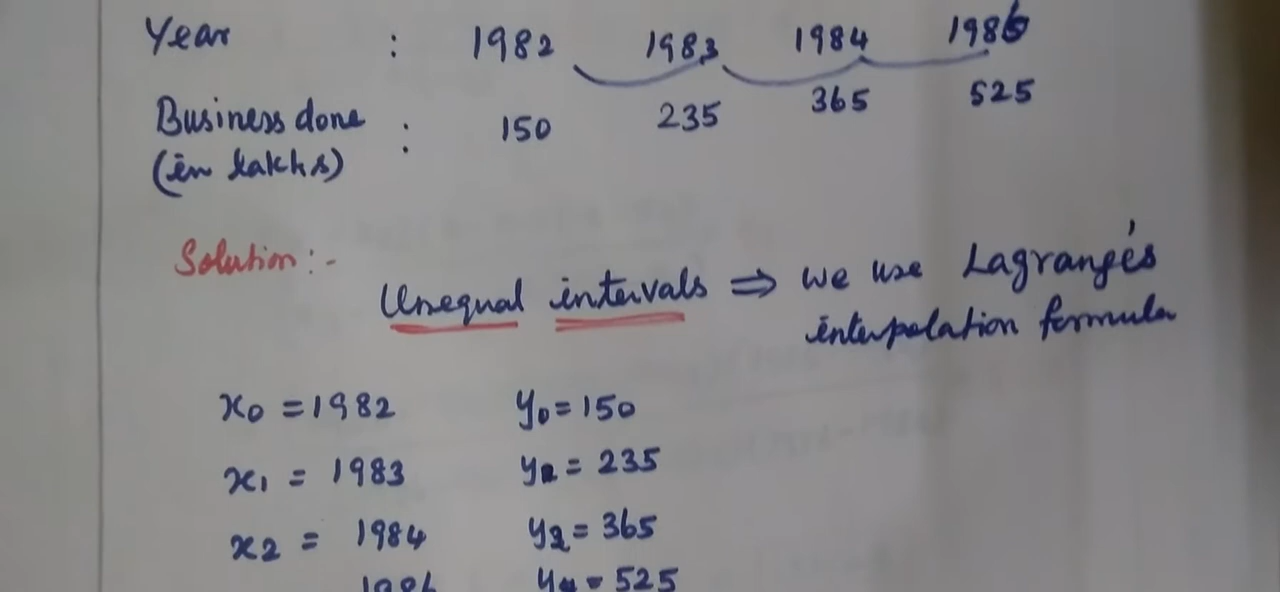 Year : 1982 1983 1984 1986
Business done : 150 235 365 525
(in lakhs)
Solution:-
Unequal intervals ⇒ we use Lagrange's
interpolation formula
x0 = 1982 y0 = 150
x1 = 1983 y1 = 235
x2 = 1984 y2 = 365
1986 = 525